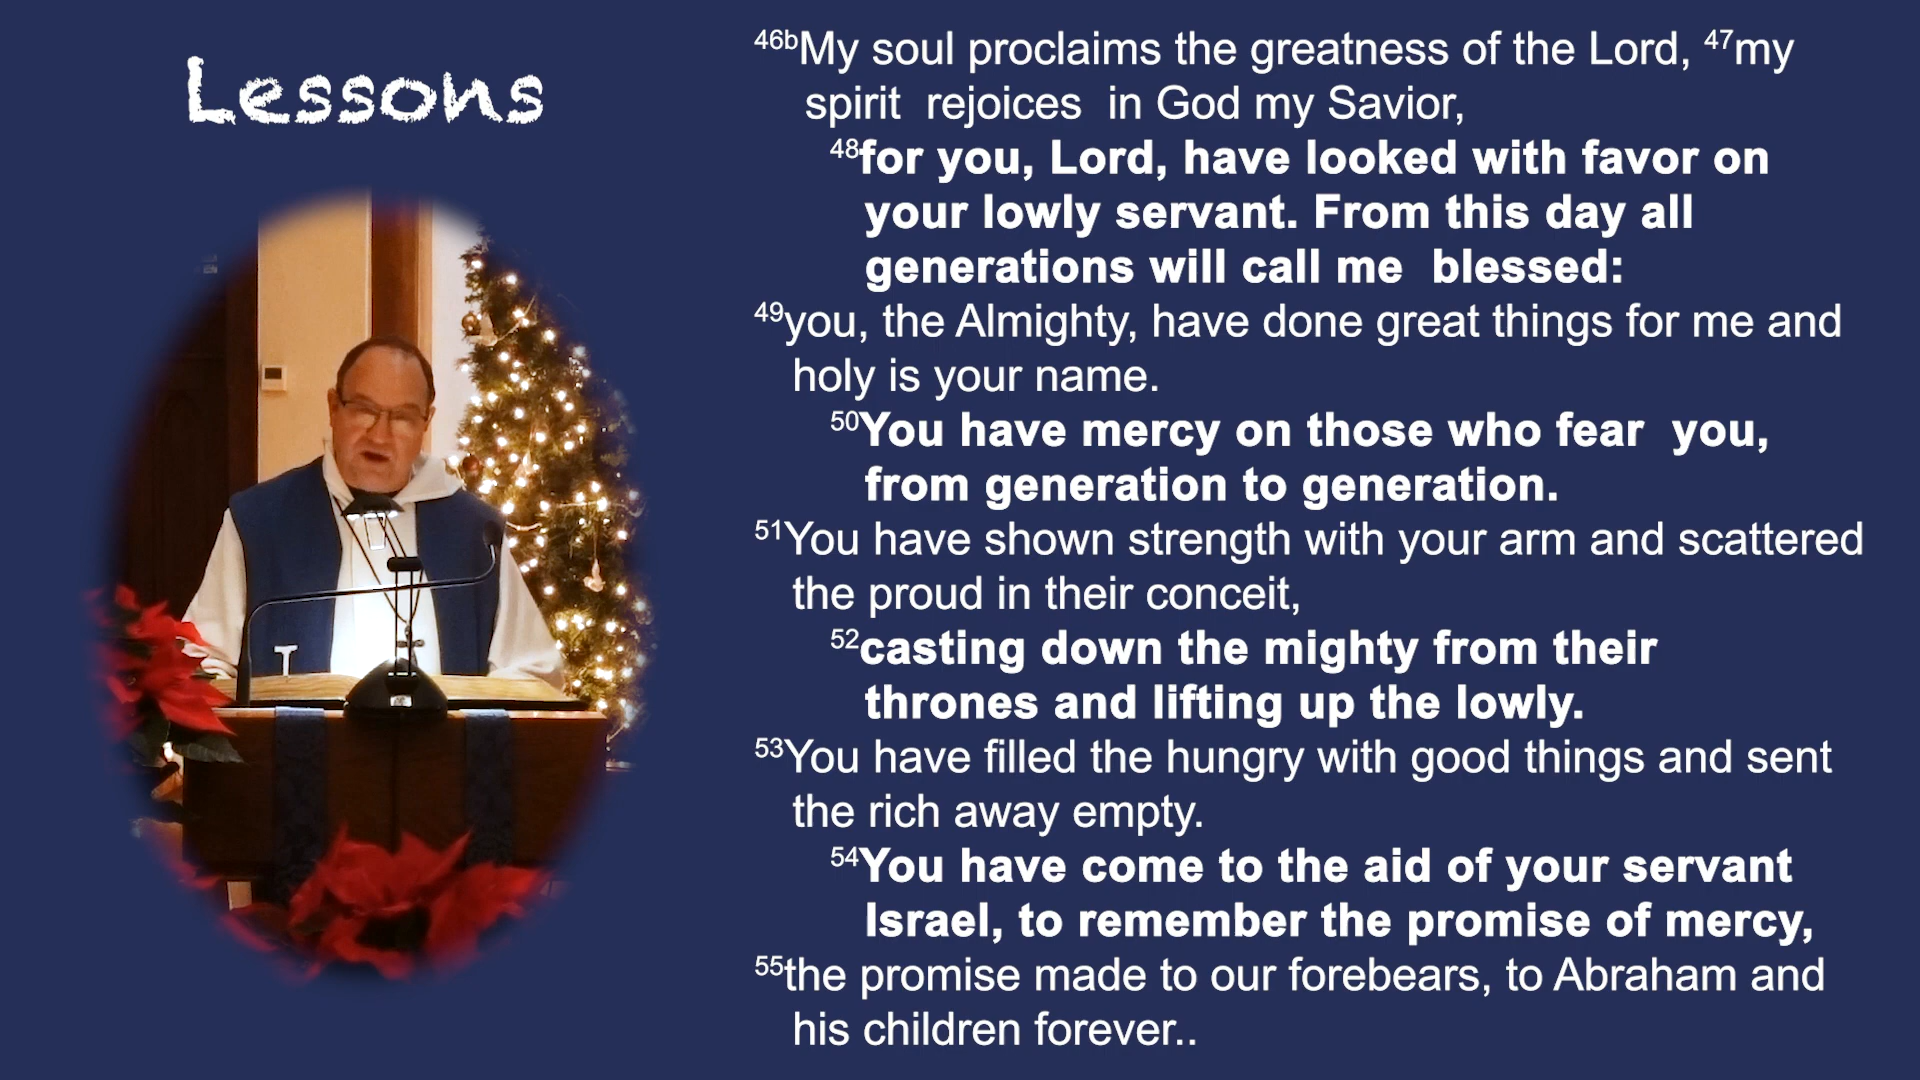 Lessons
46bMy soul proclaims the greatness of the Lord, 47my
spirit rejoices in God my Savior,
48for you, Lord, have looked with favor on
your lowly servant. From this day all
generations will call me blessed:
49you, the Almighty, have done great things for me and
holy is your name.
50You have mercy on those who fear you,
from generation to generation.
51You have shown strength with your arm and scattered
the proud in their conceit,
52casting down the mighty from their
thrones and lifting up the lowly.
53You have filled the hungry with good things and sent
the rich away empty.
54You have come to the aid of your servant
Israel, to remember the promise of mercy,
55the promise made to our forebears, to Abraham and
his children forever..